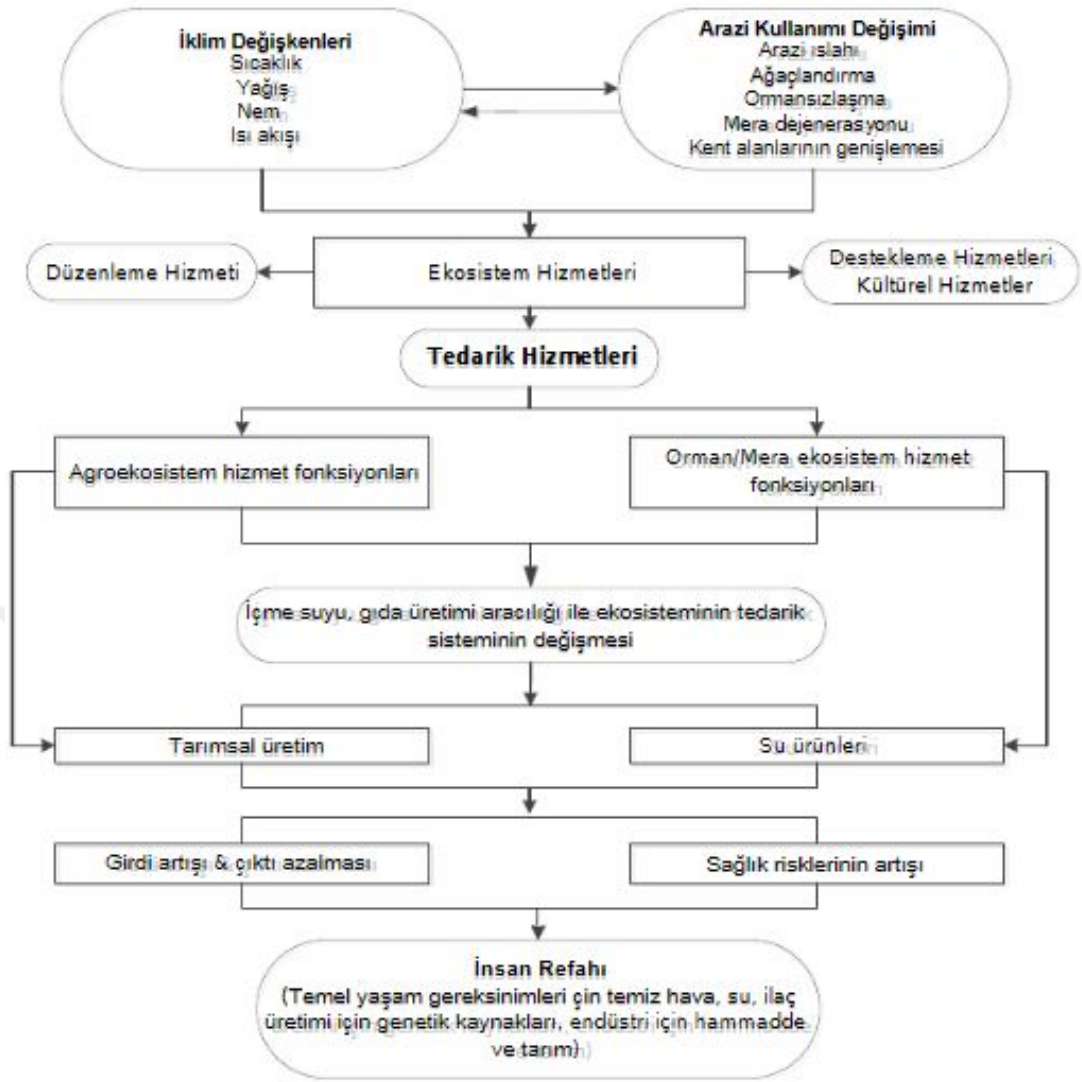 İklim Değişkenleri
Sıcaklık
Yağış
Nem
Isı akışı
Arazi Kullanımı Değişimi
Arazi ıslahı
Ağaçlandırma
Ormansızlaşma
Mera dejenerasyonu
Kent alanlarının genişlemesi
Düzenleme Hizmeti
Ekosistem Hizmetleri
Destekleme Hizmetleri
Kültürel Hizmetler
Tedarik Hizmetleri
Agroekosistem hizmet fonksiyonları
Orman/Mera ekosistem hizmet
fonksiyonları
İçme suyu, gıda üretimi aracılığı ile ekosisteminin tedarik
sisteminin değişmesi
Tarımsal üretim
Su ürünleri
Girdi artışı & çıktı azalması
Sağlık risklerinin artışı
İnsan Refahı
(Temel yaşam gereksinimleri çin temiz hava, su, ilaç
üretimi için genetik kaynakları, endüstri için hammadde
ve tarım)